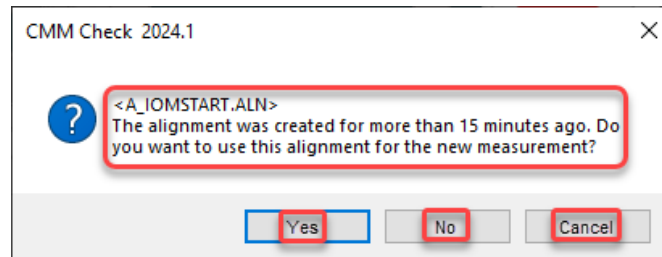 CMM Check 2024.1
<A_IOMSTART.ALN>
The alignment was created for more than 15 minutes ago. Do
you want to use this alignment for the new measurement?
Yes No Cancel